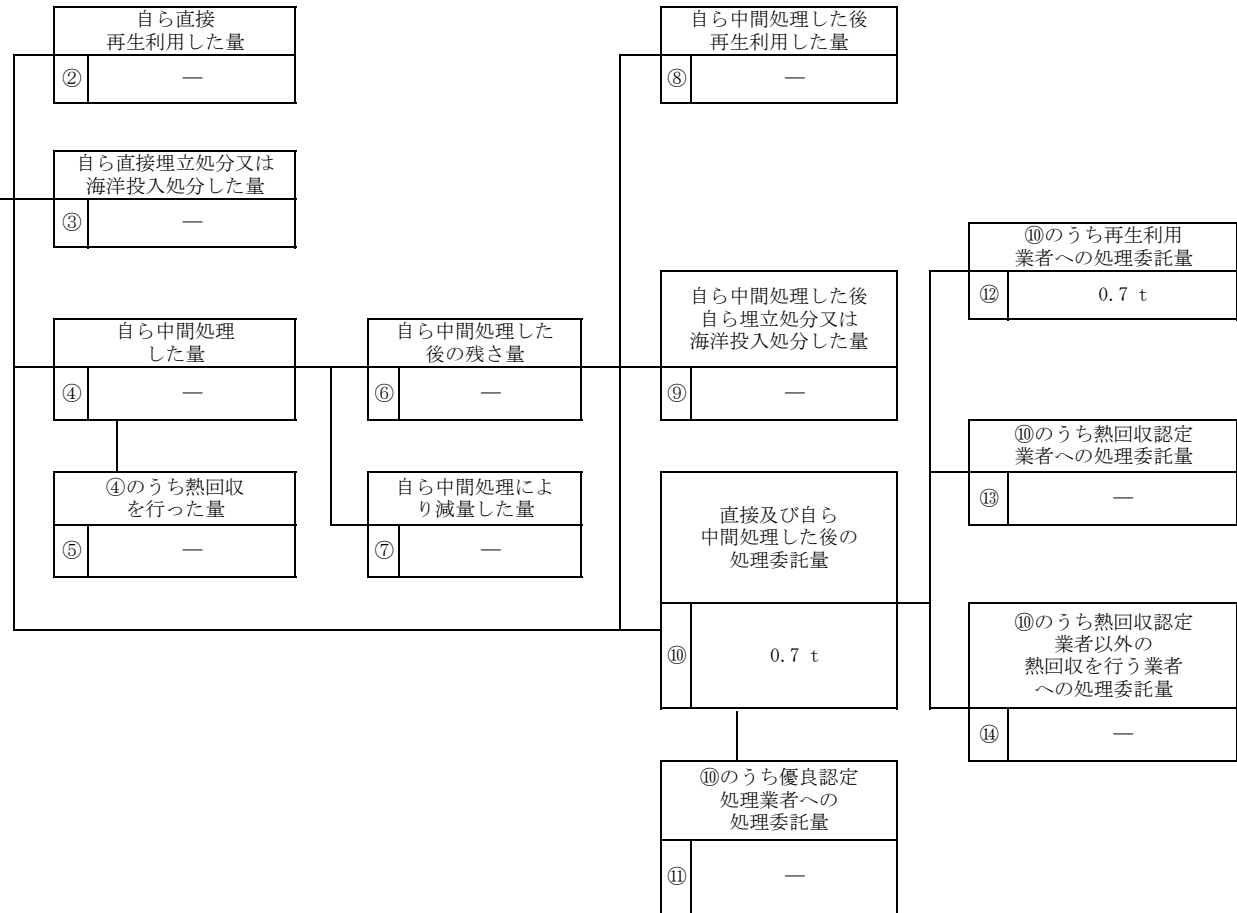 自ら直接
再生利用した量
② ―
自ら直接埋立処分又は
海洋投入処分した量
③ ―
自ら中間処理
した量
④ ―
④のうち熱回収
を行った量
⑤ ―
自ら中間処理した
後の残さ量
⑥ ―
自ら中間処理によ
り減量した量
⑦ ―
自ら中間処理した後
再生利用した量
⑧ ―
自ら中間処理した後
自ら埋立処分又は
海洋投入処分した量
⑨ ―
直接及び自ら
中間処理した後の
処理委託量
⑩ 0.7 t
⑩のうち優良認定
処理業者への
処理委託量
⑪ ―
⑩のうち再生利用
業者への処理委託量
⑫ 0.7 t
⑩のうち熱回収認定
業者への処理委託量
⑬ ―
⑩のうち熱回収認定
業者以外の
熱回収を行う業者
への処理委託量
⑭ ―